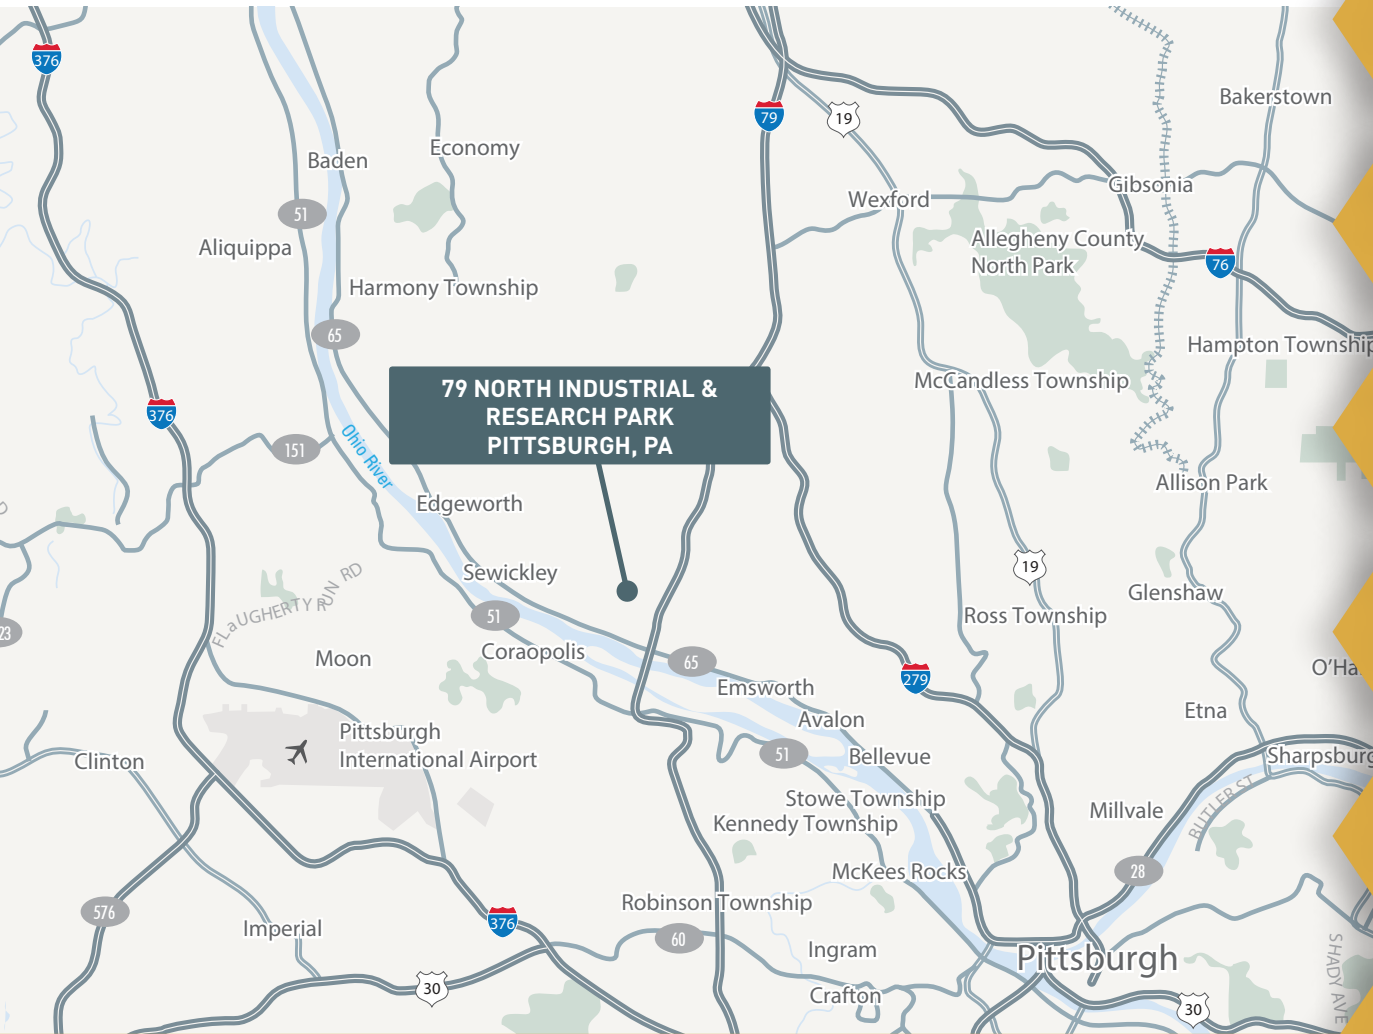 376
79
19
Bakerstown
Economy
Baden
Gibsonia
Wexford
51
Aliquippa
Allegheny County
North Park
76
Harmony Township
65
Hampton Township
79 NORTH INDUSTRIAL &
RESEARCH PARK
PITTSBURGH, PA
McCandless Township
376
151
Ohio River
Allison Park
Edgeworth
19
Sewickley
FLaUGHERTY RUN RD
Glenshaw
51
Ross Township
23
Coraopolis
Moon
65
279
O'Ha
Emsworth
Etna
Avalon
Pittsburgh
International Airport
51
Bellevue
Clinton
Sharpsburg
Stowe Township
BUTLER ST
Millvale
Kennedy Township
McKees Rocks
28
Robinson Township
576
376
Imperial
60
Ingram
Pittsburgh
SHADY AVE
30
Crafton
30